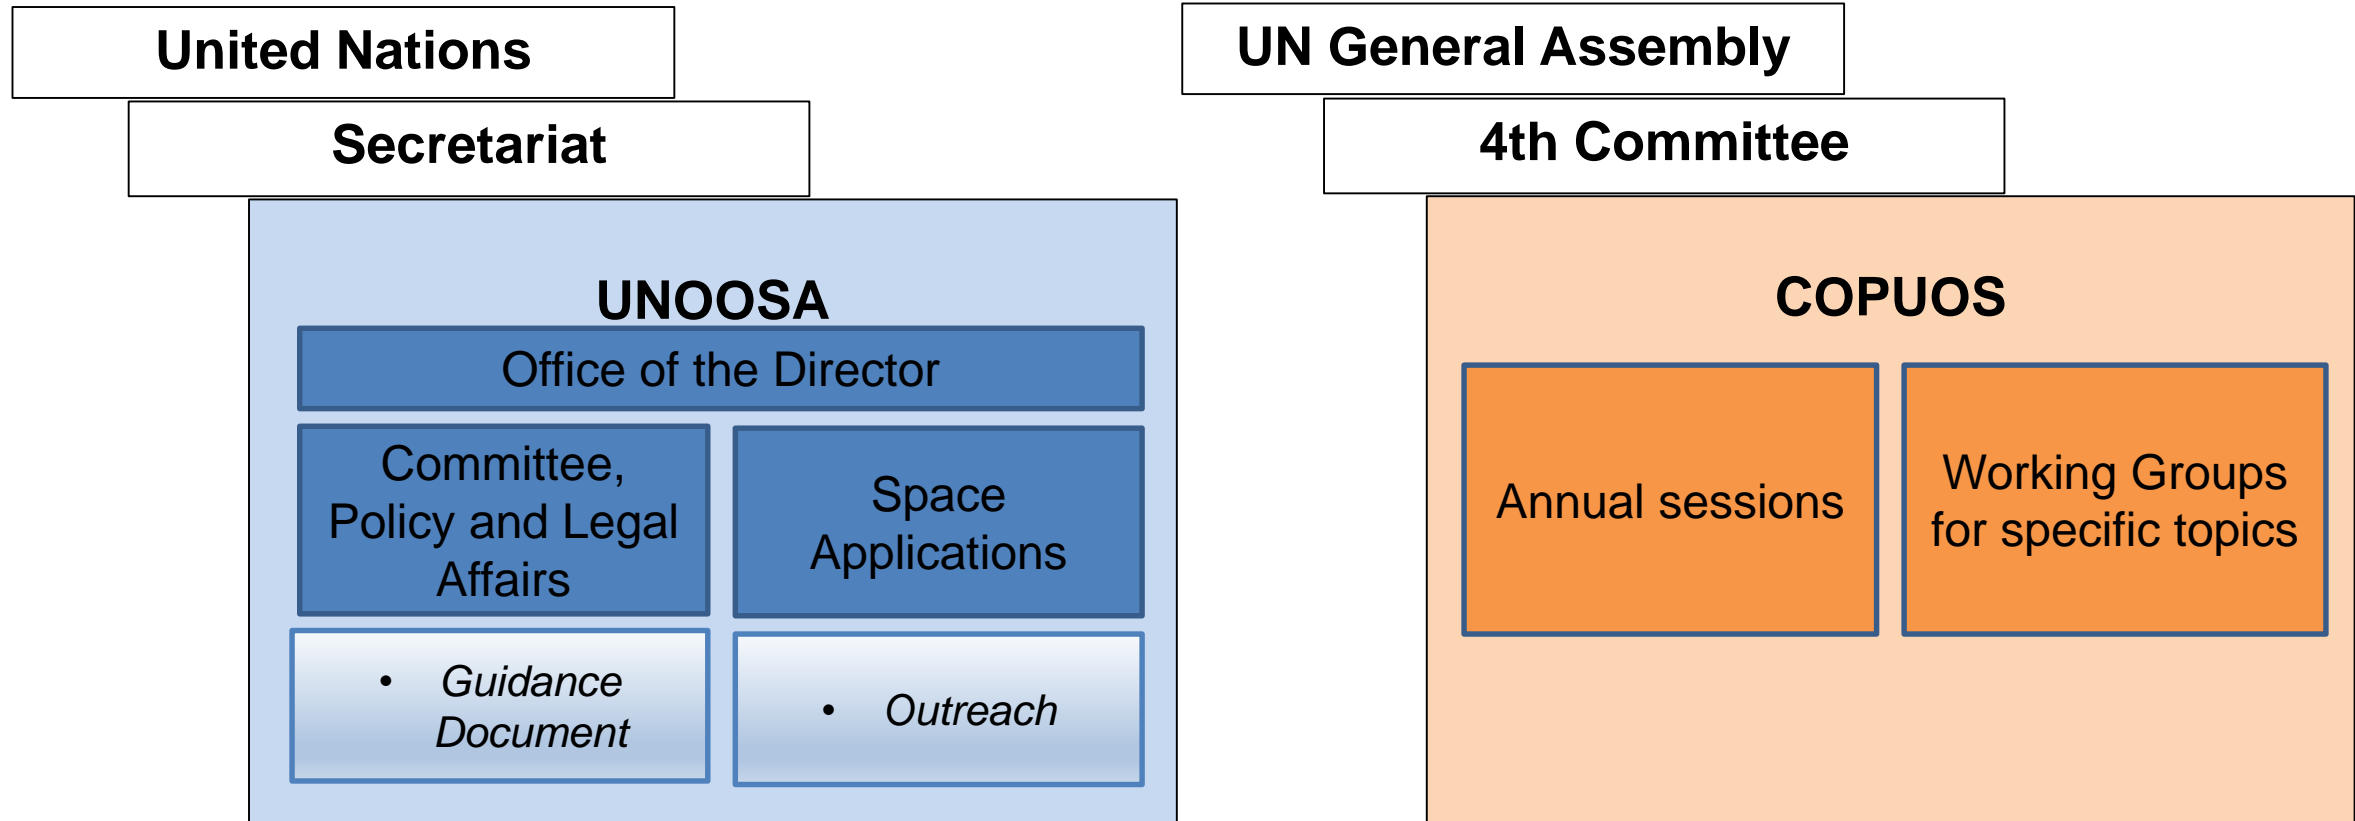 United Nations
Secretariat
UNOOSA
Office of the Director
Committee,
Policy and Legal
Affairs
Space
Applications
• Guidance
Document
• Outreach
UN General Assembly
4th Committee
COPUOS
Annual sessions
Working Groups
for specific topics